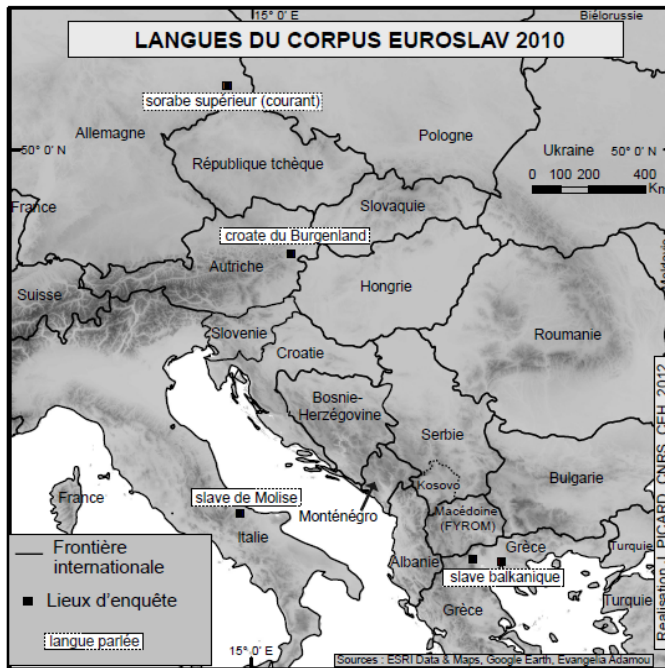 15° 0' E
Biélorussie
LANGUES DU CORPUS EUROSLAV 2010
sorabe supérieur (courant)
Allemagne
Pologne
50° 0' N
Ukraine
50° 0' N
République tchèque
0 100 200 400
Km
France
Slovaquie
croate du Burgenland
Autriche
Suisse
Hongrie
Roumanie
Slovenie
Croatie
Bosnie-
Herzégovine
Serbie
Kosovo
Bulgarie
France
slave de Molise
Monténégro
Macédoine
(FYROM)
Italie
Albanie
Grèce
Turquie
slave balkanique
Grèce
Turquie
Frontière
internationale
Lieux d'enquête
langue parlée
15° 0' E
Sources : ESRI Data & Maps, Google Earth, Evangelia Adamou
Réalisation J. PICARD, CNRS, CEH, 2012